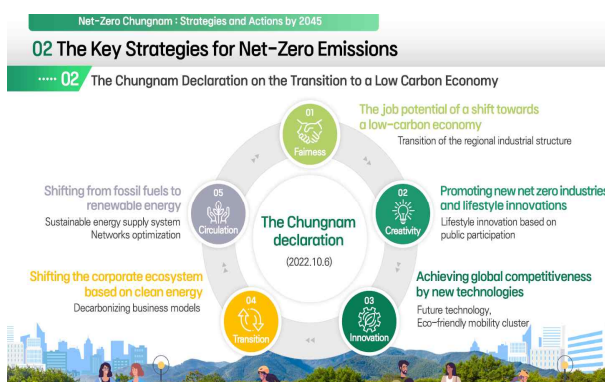 Net-Zero Chungnam : Strategies and Actions by 2045
02 The Key Strategies for Net-Zero Emissions
02 The Chungnam Declaration on the Transition to a Low Carbon Economy
01
Fairness
The job potential of a shift towards
a low-carbon economy
Transition of the regional industrial structure
02
Creativity
Promoting new net zero industries
and lifestyle innovations
Lifestyle innovation based on
public participation
03
Innovation
Achieving global competitiveness
by new technologies
Future technology,
Eco-friendly mobility cluster
04
Transition
Shifting the corporate ecosystem
based on clean energy
Decarbonizing business models
05
Circulation
Shifting from fossil fuels to
renewable energy
Sustainable energy supply system
Networks optimization
The Chungnam
declaration
(2022.10.6)